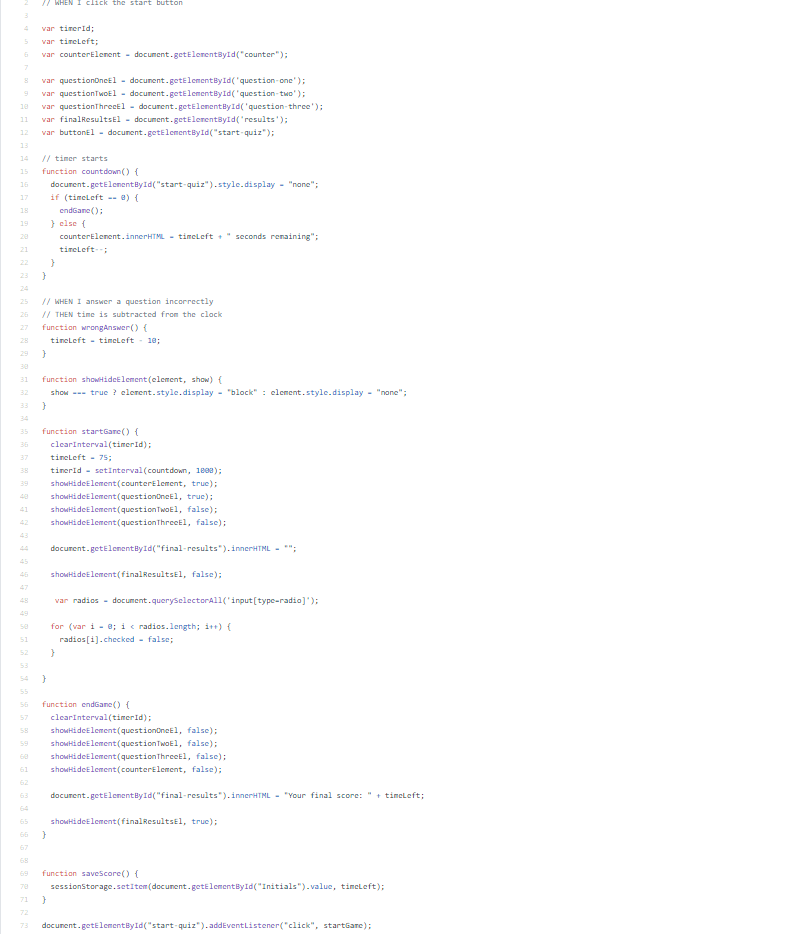 2 // WHEN I click the start button
3
4 var timerId;
5 var timeLeft;
6 var counterElement = document.getElementById("counter");
7
8 var questionOneEl = document.getElementById('question-one');
9 var questionTwoEl = document.getElementById('question-two');
10 var questionThreeEl = document.getElementById('question-three');
11 var finalResultsEl = document.getElementById('results');
12 var buttonEl = document.getElementById("start-quiz");
13
14 // timer starts
15 function countdown() {
16   document.getElementById("start-quiz").style.display = "none";
17   if (timeLeft == 0) {
18     endGame();
19   } else {
20     counterElement.innerHTML = timeLeft + " seconds remaining";
21     timeLeft--;
22   }
23 }
24
25 // WHEN I answer a question incorrectly
26 // THEN time is subtracted from the clock
27 function wrongAnswer() {
28   timeLeft = timeLeft - 10;
29 }
30
31 function showHideElement(element, show) {
32   show === true ? element.style.display = "block" : element.style.display = "none";
33 }
34
35 function startGame() {
36   clearInterval(timerId);
37   timeLeft = 75;
38   timerId = setInterval(countdown, 1000);
39   showHideElement(counterElement, true);
40   showHideElement(questionOneEl, true);
41   showHideElement(questionTwoEl, false);
42   showHideElement(questionThreeEl, false);
43
44   document.getElementById("final-results").innerHTML = "";
45
46   showHideElement(finalResultsEl, false);
47
48    var radios = document.querySelectorAll('input[type=radio]');
49
50   for (var i = 0; i < radios.length; i++) {
51     radios[i].checked = false;
52   }
53
54 }
55
56 function endGame() {
57   clearInterval(timerId);
58   showHideElement(questionOneEl, false);
59   showHideElement(questionTwoEl, false);
60   showHideElement(questionThreeEl, false);
61   showHideElement(counterElement, false);
62
63   document.getElementById("final-results").innerHTML = "Your final score: " + timeLeft;
64
65   showHideElement(finalResultsEl, true);
66 }
67
68
69 function saveScore() {
70   sessionStorage.setItem(document.getElementById("Initials").value, timeLeft);
71 }
72
73 document.getElementById("start-quiz").addEventListener("click", startGame);